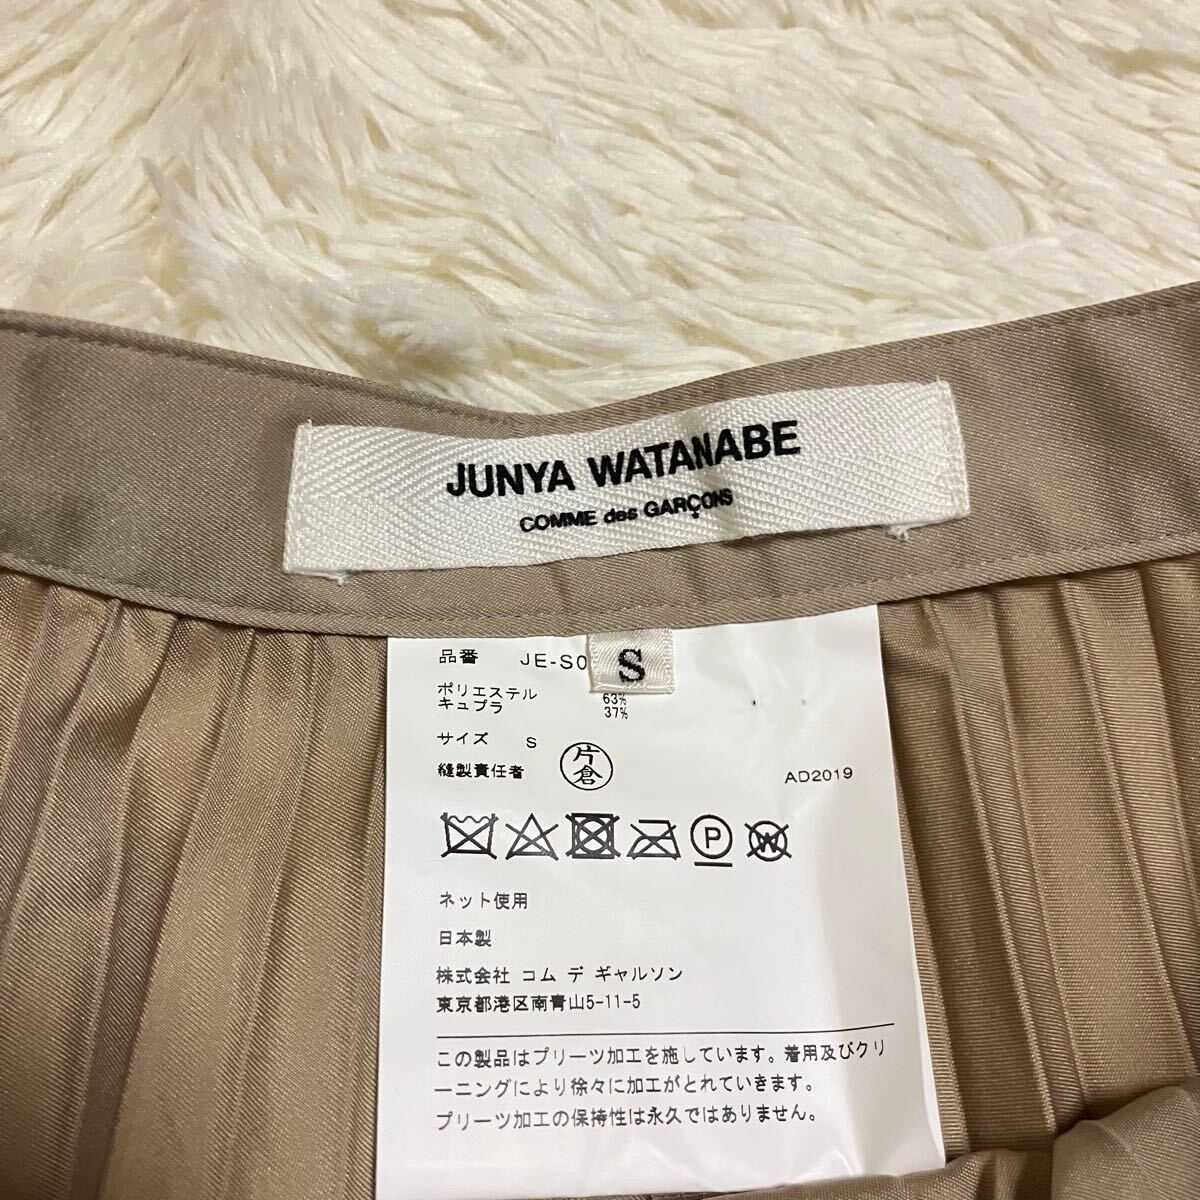 JUNYA WATANABE
COMME des GARÇONS
S
品番 JE-S0
ポリエステル 63%
キュプラ 37%
サイズ S
縫製責任者 片倉
AD2019
P W
ネット使用
日本製
株式会社 コム デ ギャルソン
東京都港区南青山5-11-5
この製品はプリーツ加工を施しています。着用及びクリ
ーニングにより徐々に加工がとれていきます。
プリーツ加工の保持性は永久ではありません。